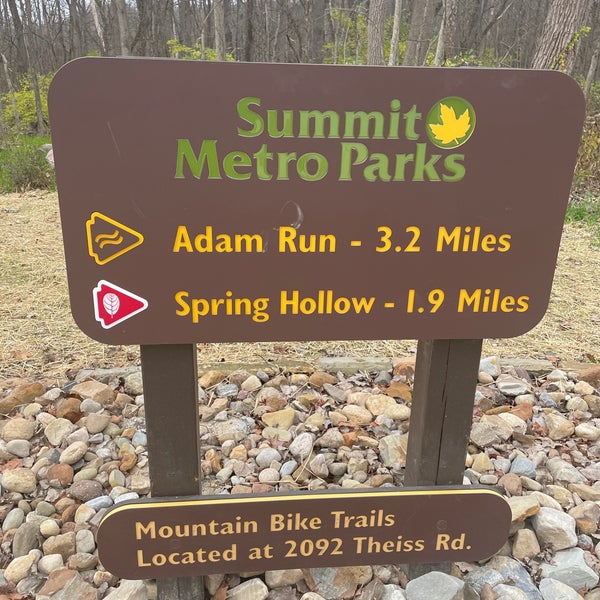 Summit
Metro Parks
Adam Run - 3.2 Miles
Spring Hollow - 1.9 Miles
Mountain Bike Trails
Located at 2092 Theiss Rd.